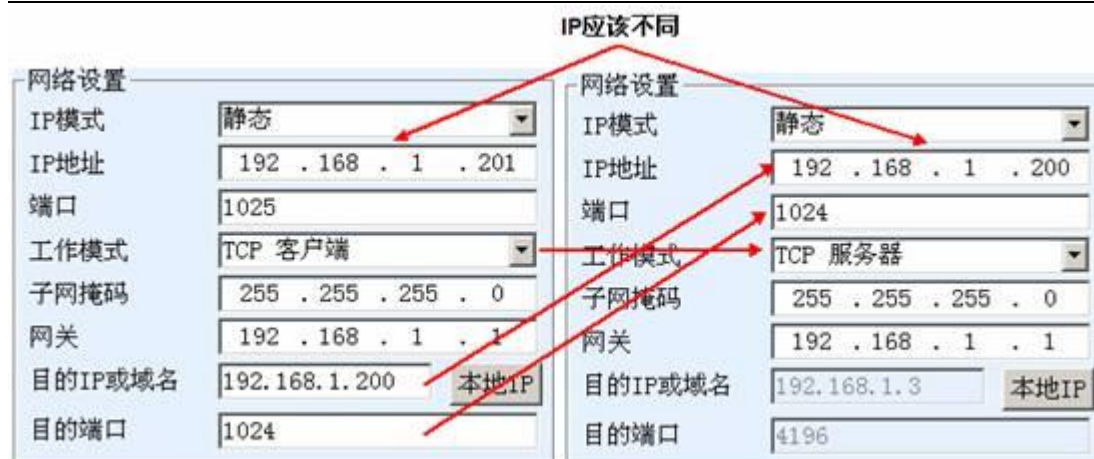 IP应该不同
网络设置
IP模式 静态
IP地址 192 . 168 . 1 . 201
端口 1025
工作模式 TCP 客户端
子网掩码 255 . 255 . 255 . 0
网关 192 . 168 . 1 . 1
目的IP或域名 192.168.1.200 本地IP
目的端口 1024
网络设置
IP模式 静态
IP地址 192 . 168 . 1 . 200
端口 1024
工作模式 TCP 服务器
子网掩码 255 . 255 . 255 . 0
网关 192 . 168 . 1 . 1
目的IP或域名 192.168.1.3 本地IP
目的端口 4196